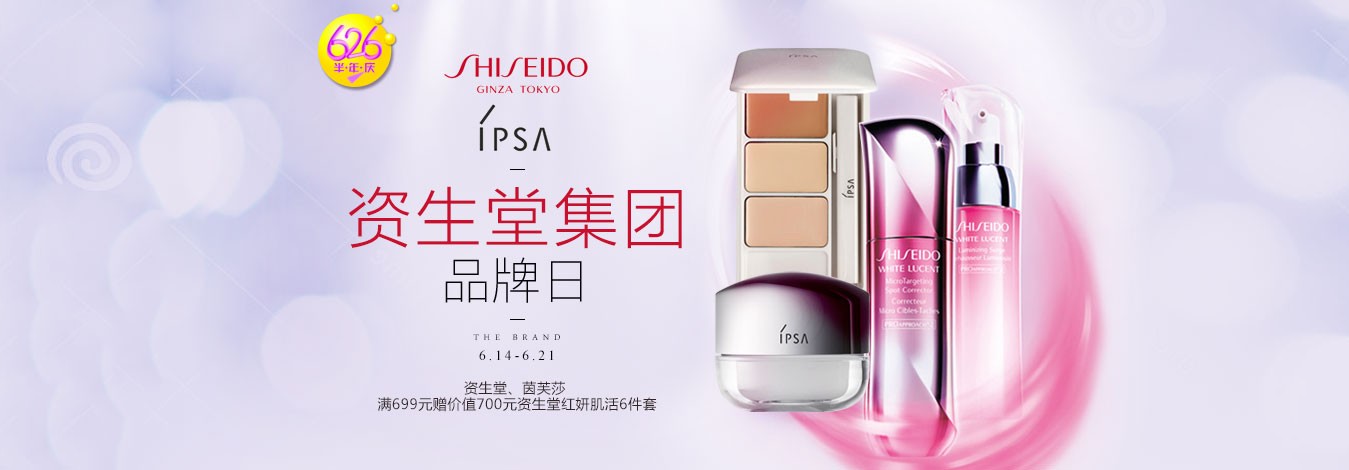 626
半·年·庆
SHISEIDO
GINZA TOKYO
IPSA
资生堂集团
品牌日
THE BRAND
6.14-6.21
资生堂、茵芙莎
满699元赠价值700元资生堂红妍肌活6件套
IPSA
IPSA
IPSA
SHISEIDO
WHITE LUCENT
MicroTargeting
Spot Corrector
Correcteur
Micro Cibles-Taches
SHISEIDO
WHITE LUCENT
Luminizing Surge